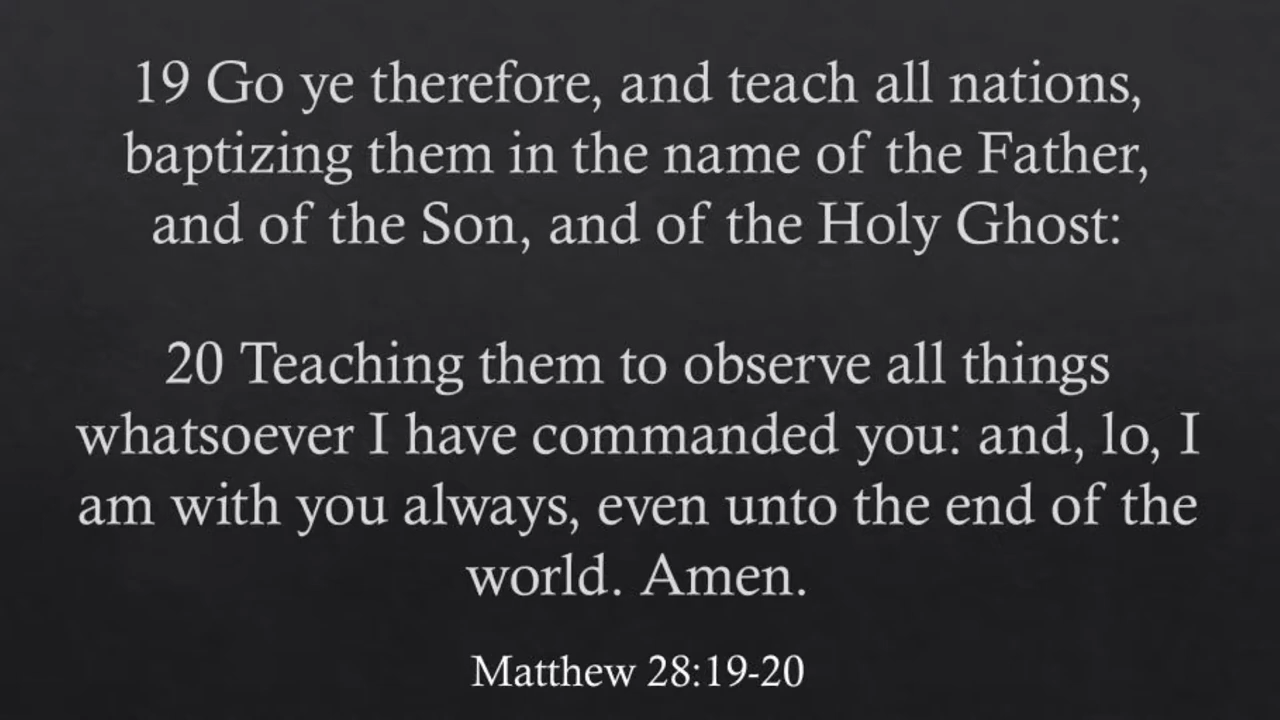 19 Go ye therefore, and teach all nations,
baptizing them in the name of the Father,
and of the Son, and of the Holy Ghost:
20 Teaching them to observe all things
whatsoever I have commanded you: and, lo, I
am with you always, even unto the end of the
world. Amen.
Matthew 28:19-20